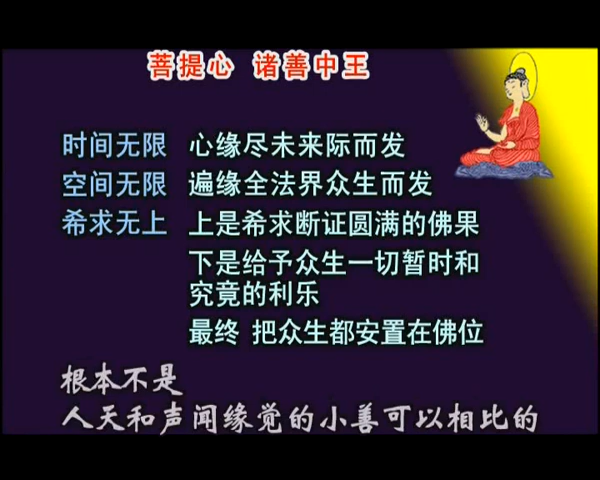 菩提心 诸善中王
时间无限 心缘尽未来际而发
空间无限 遍缘全法界众生而发
希求无上 上是希求断证圆满的佛果
下是给予众生一切暂时和
究竟的利乐
最终 把众生都安置在佛位
根本不是
人天和声闻缘觉的小善可以相比的